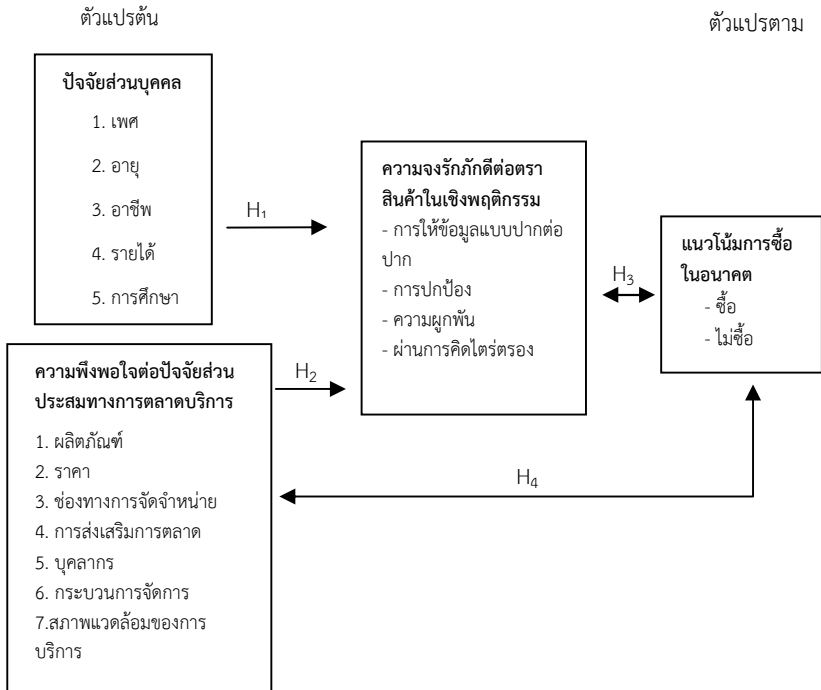 ตัวแปรต้น
ตัวแปรตาม
ปัจจัยส่วนบุคคล
1. เพศ
2. อายุ
3. อาชีพ
4. รายได้
5. การศึกษา
H₁
ความจงรักภักดีต่อตรา
สินค้าในเชิงพฤติกรรม
- การให้ข้อมูลแบบปากต่อ
ปาก
- การปกป้อง
- ความผูกพัน
- ผ่านการคิดไตร่ตรอง
H₃
แนวโน้มการซื้อ
ในอนาคต
- ซื้อ
- ไม่ซื้อ
ความพึงพอใจต่อปัจจัยส่วน
ประสมทางการตลาดบริการ
1. ผลิตภัณฑ์
2. ราคา
3. ช่องทางการจัดจำหน่าย
4. การส่งเสริมการตลาด
5. บุคลากร
6. กระบวนการจัดการ
7.สภาพแวดล้อมของการ
บริการ
H₂
H₄